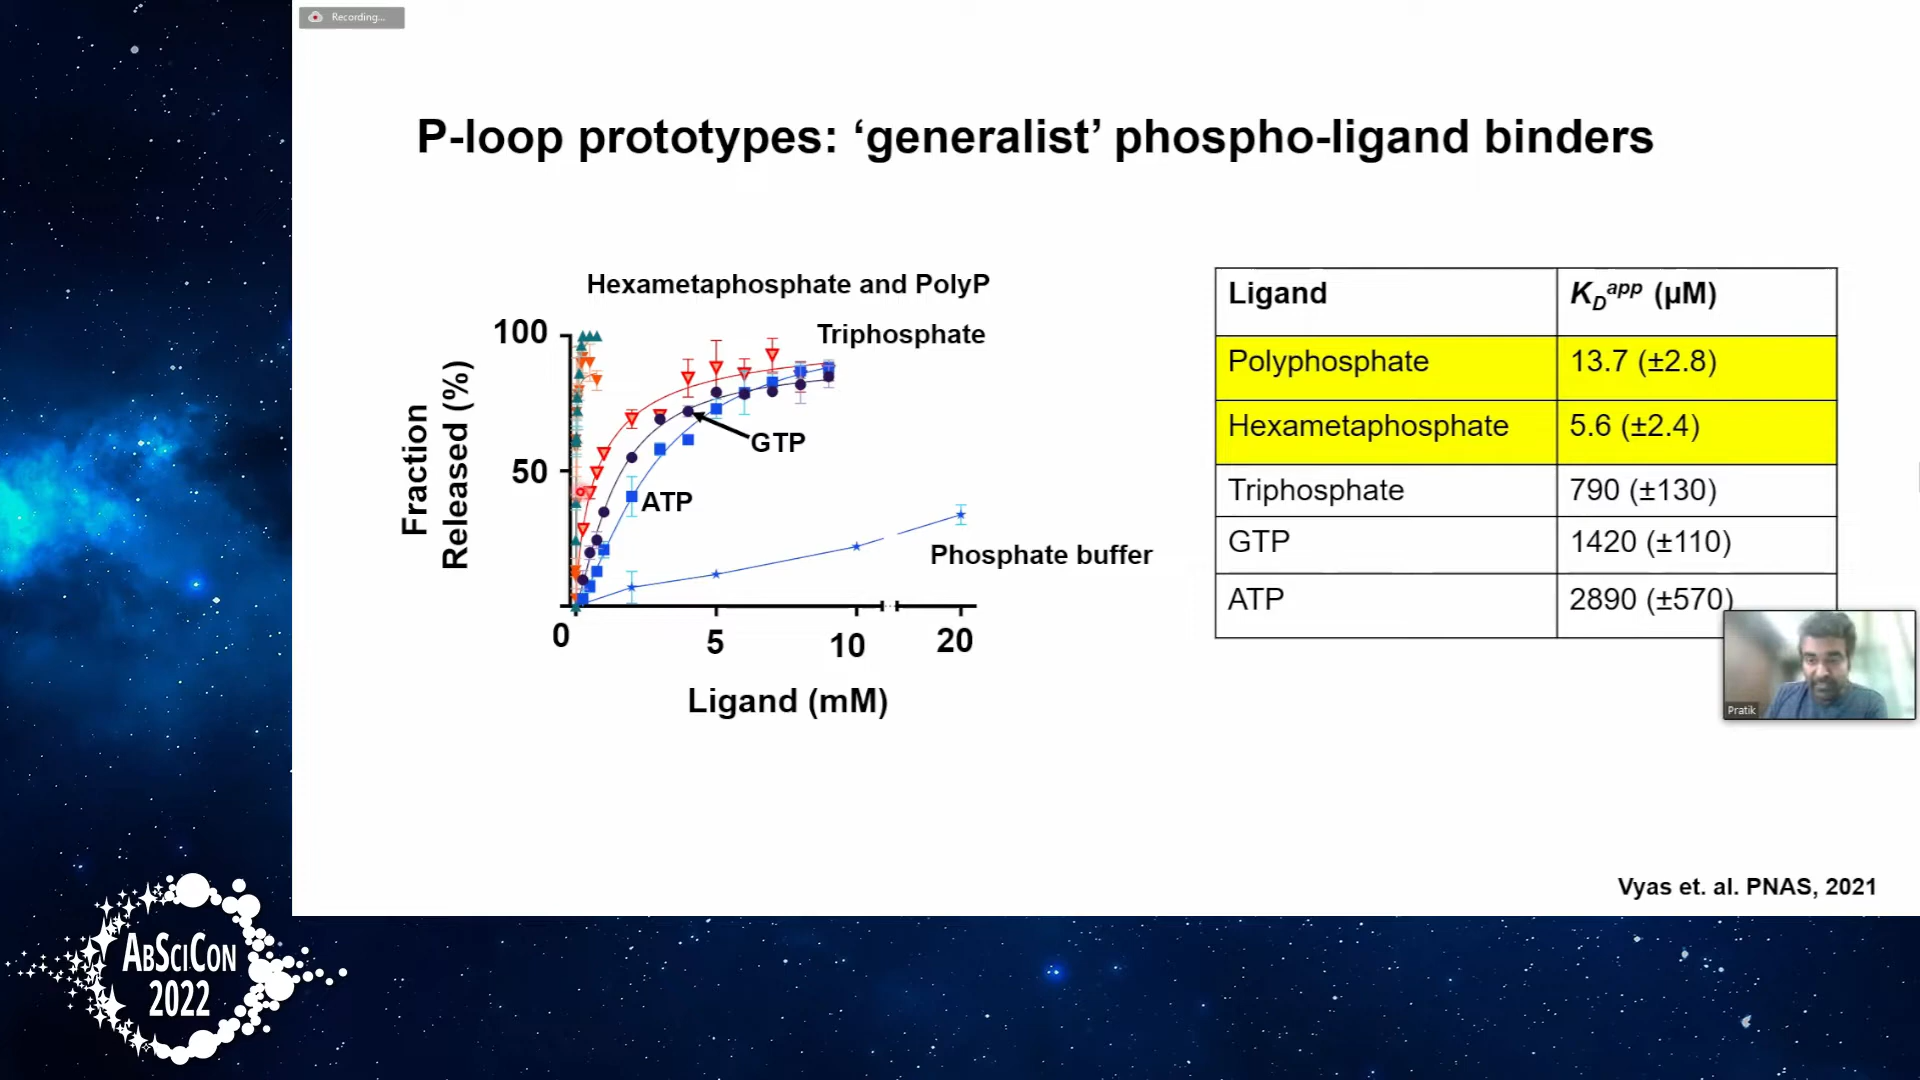 Recording...
P-loop prototypes: ‘generalist’ phospho-ligand binders
Hexametaphosphate and PolyP
Triphosphate
GTP
ATP
Phosphate buffer
Fraction
Released (%)
100
50
0
5
10
20
Ligand (mM)
Ligand K_D^app (µM)
Polyphosphate 13.7 (±2.8)
Hexametaphosphate 5.6 (±2.4)
Triphosphate 790 (±130)
GTP 1420 (±110)
ATP 2890 (±570)
Pratik
Vyas et. al. PNAS, 2021
ABSCICON
2022